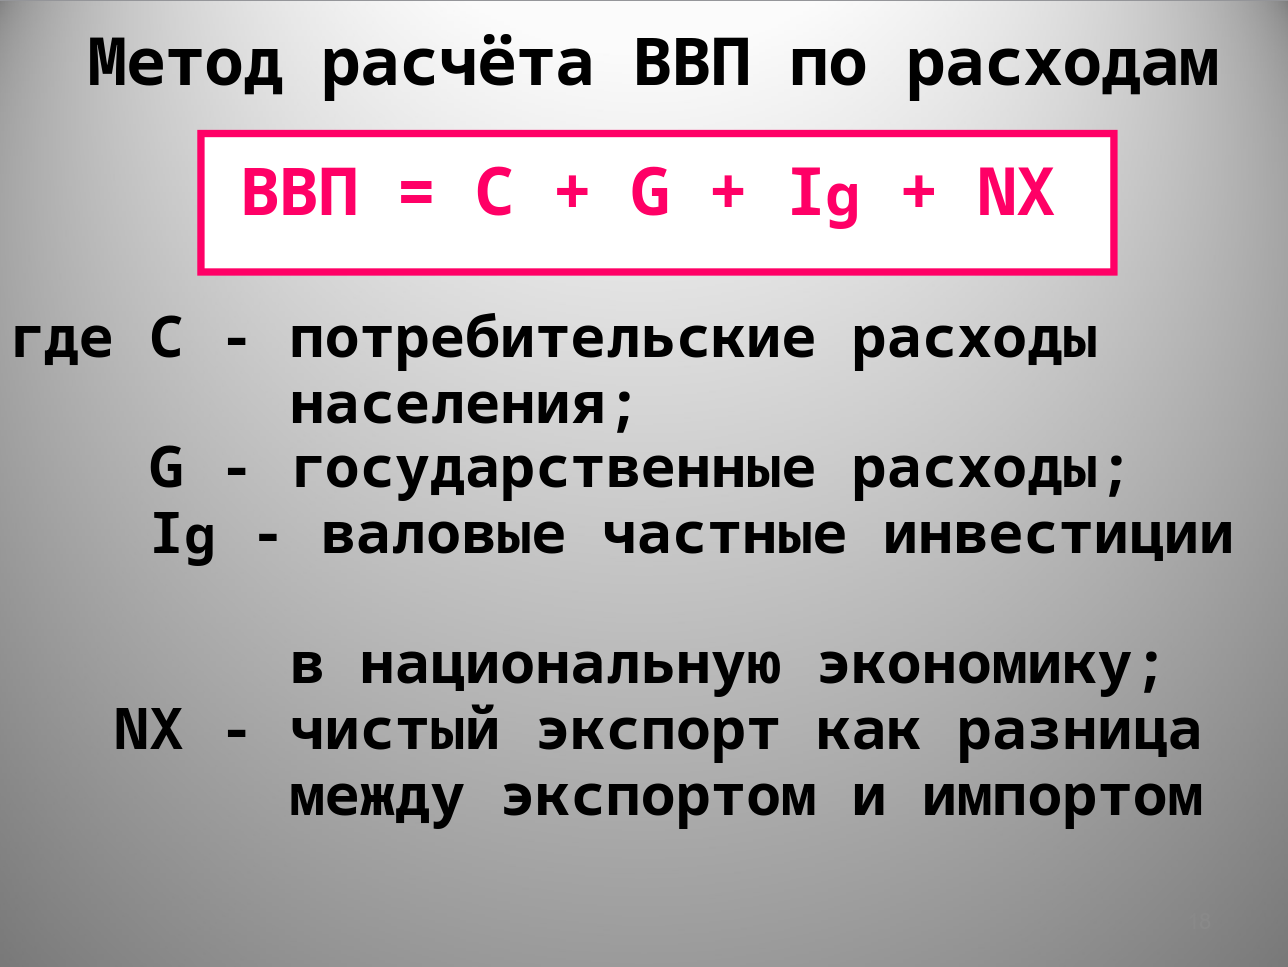 Метод расчёта ВВП по расходам
ВВП = C + G + Ig + NX
где C - потребительские расходы
населения;
G - государственные расходы;
Ig - валовые частные инвестиции
в национальную экономику;
NX - чистый экспорт как разница
между экспортом и импортом